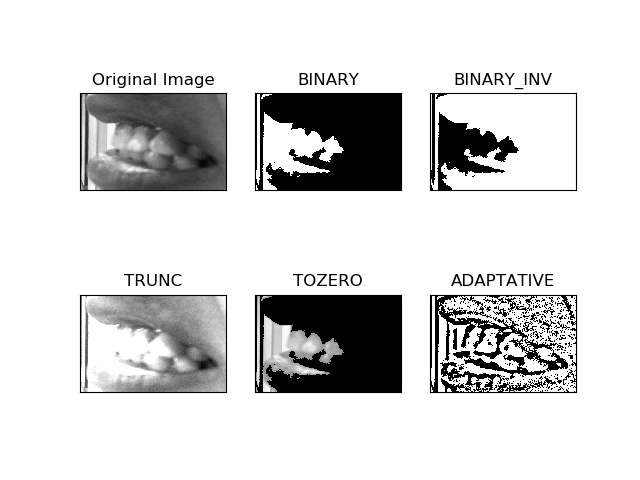 Original Image
BINARY
BINARY_INV
TRUNC
TOZERO
ADAPTATIVE